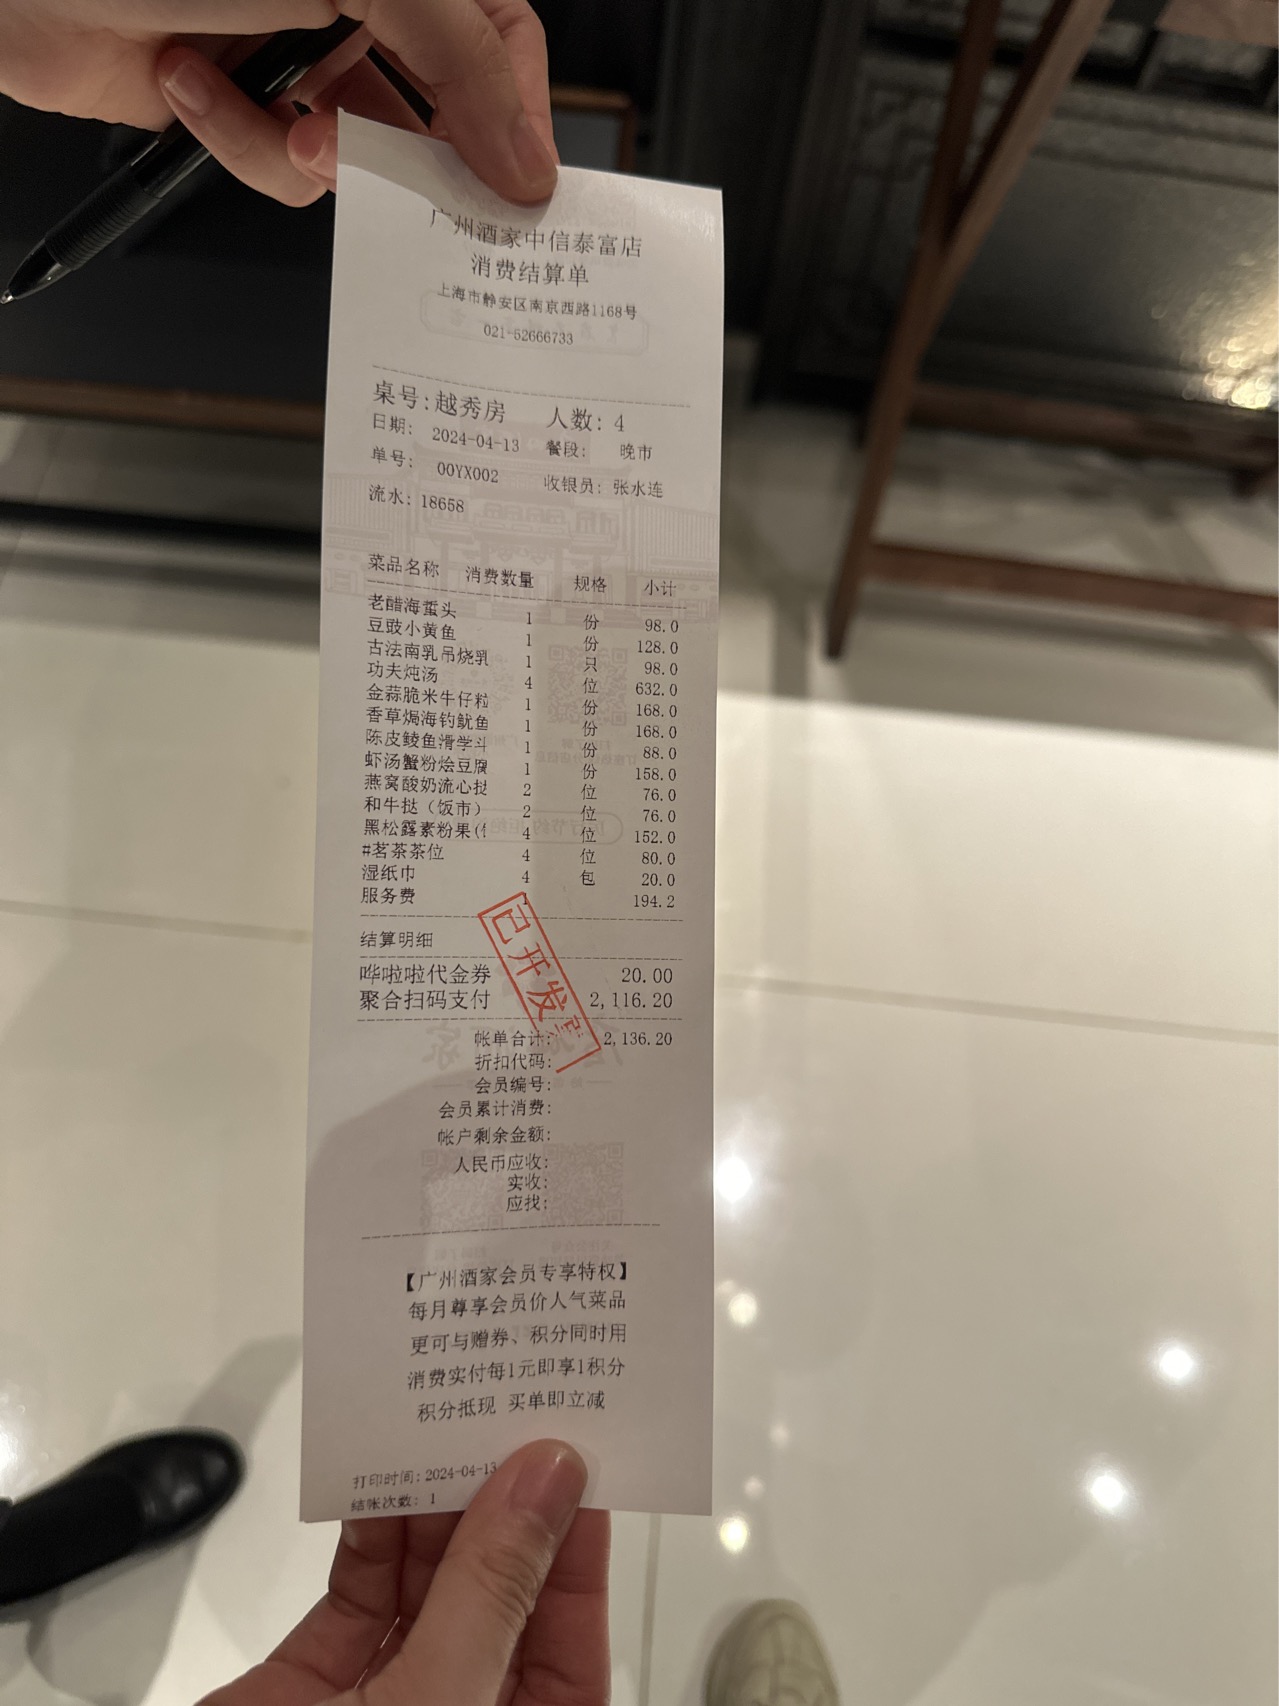 广州酒家中信泰富店
消费结算单
上海市静安区南京西路1168号
021-52666733
桌号:越秀房 人数: 4
日期: 2024-04-13 餐段: 晚市
单号: 00YX002 收银员: 张水连
流水: 18658
菜品名称 消费数量 规格 小计
老醋海蜇头 1 份 98.0
豆豉小黄鱼 1 份 128.0
古法南乳吊烧乳 1 只 98.0
功夫炖汤 4 位 632.0
金蒜脆米牛仔粒 1 份 168.0
香草焗海钓鱿鱼 1 份 168.0
陈皮鲮鱼滑学斗 1 份 88.0
虾汤蟹粉烩豆腐 1 份 158.0
燕窝酸奶流心挞 2 位 76.0
和牛挞（饭市） 2 位 76.0
黑松露素粉果( 4 位 152.0
#茗茶茶位 4 位 80.0
湿纸巾 4 包 20.0
服务费 1 194.2
结算明细
哗啦啦代金券 20.00
聚合扫码支付 2,116.20
已开发票
帐单合计: 2,136.20
折扣代码:
会员编号:
会员累计消费:
帐户剩余金额:
人民币应收:
实收:
应找:
【广州酒家会员专享特权】
每月尊享会员价人气菜品
更可与赠券、积分同时用
消费实付每1元即享1积分
积分抵现 买单即立减
打印时间: 2024-04-13
结帐次数: 1